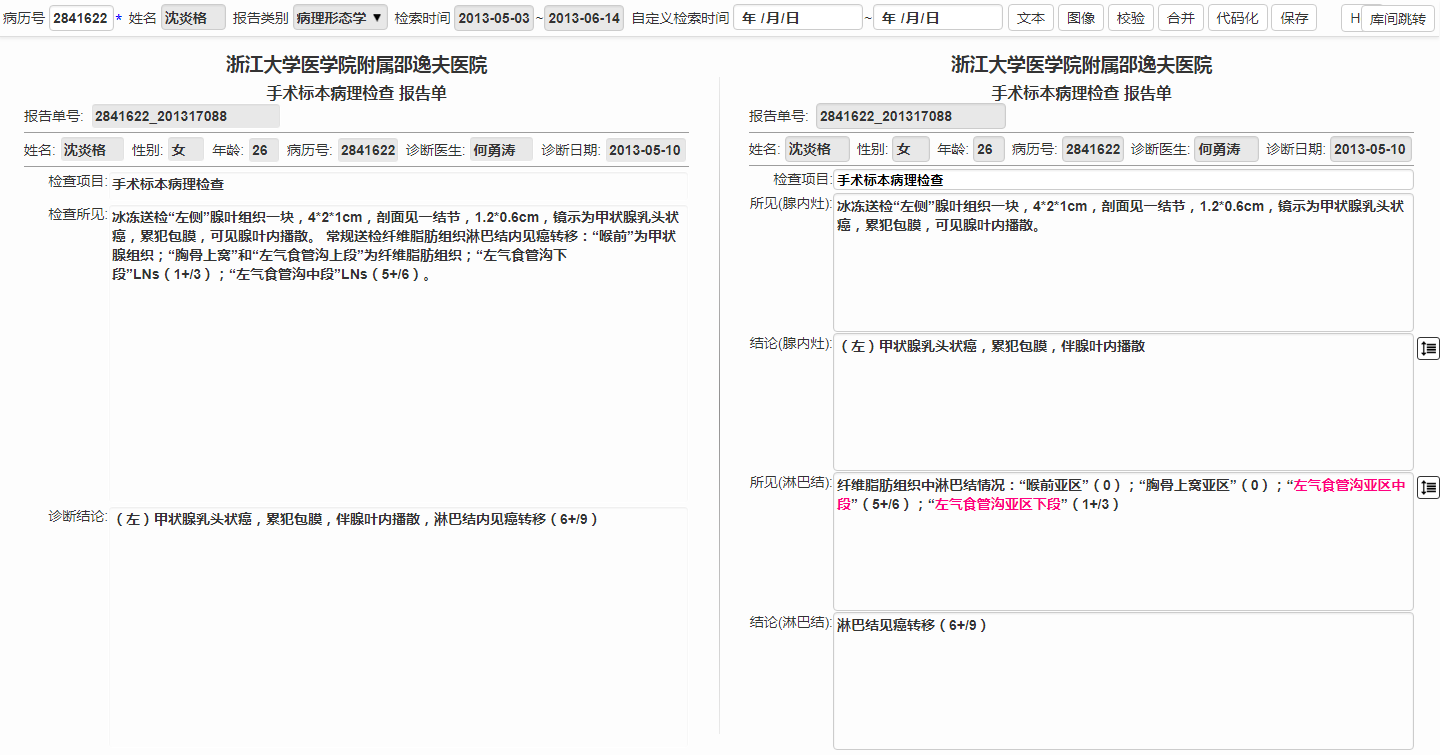 病历号 2841622 * 姓名 沈炎格 报告类别 病理形态学 ▼ 检索时间 2013-05-03 ~ 2013-06-14 自定义检索时间 年 /月/日 ~ 年 /月/日 文本 图像 校验 合并 代码化 保存 H 库间跳转
浙江大学医学院附属邵逸夫医院
手术标本病理检查 报告单
报告单号: 2841622_201317088
姓名: 沈炎格 性别: 女 年龄: 26 病历号: 2841622 诊断医生: 何勇涛 诊断日期: 2013-05-10
检查项目: 手术标本病理检查
检查所见: 冰冻送检“左侧”腺叶组织一块，4*2*1cm，剖面见一结节，1.2*0.6cm，镜示为甲状腺乳头状
癌，累犯包膜，可见腺叶内播散。 常规送检纤维脂肪组织淋巴结内见癌转移：“喉前”为甲状
腺组织；“胸骨上窝”和“左气食管沟上段”为纤维脂肪组织；“左气食管沟下
段”LNs（1+/3）；“左气食管沟中段”LNs（5+/6）。
诊断结论: （左）甲状腺乳头状癌，累犯包膜，伴腺叶内播散，淋巴结内见癌转移（6+/9）
浙江大学医学院附属邵逸夫医院
手术标本病理检查 报告单
报告单号: 2841622_201317088
姓名: 沈炎格 性别: 女 年龄: 26 病历号: 2841622 诊断医生: 何勇涛 诊断日期: 2013-05-10
检查项目: 手术标本病理检查
所见(腺内灶): 冰冻送检“左侧”腺叶组织一块，4*2*1cm，剖面见一结节，1.2*0.6cm，镜示为甲状腺乳头状
癌，累犯包膜，可见腺叶内播散。
结论(腺内灶): （左）甲状腺乳头状癌，累犯包膜，伴腺叶内播散
所见(淋巴结): 纤维脂肪组织中淋巴结情况：“喉前亚区”（0）；“胸骨上窝亚区”（0）；“左气食管沟亚区中
段”（5+/6）；“左气食管沟亚区下段”（1+/3）
结论(淋巴结): 淋巴结见癌转移（6+/9）